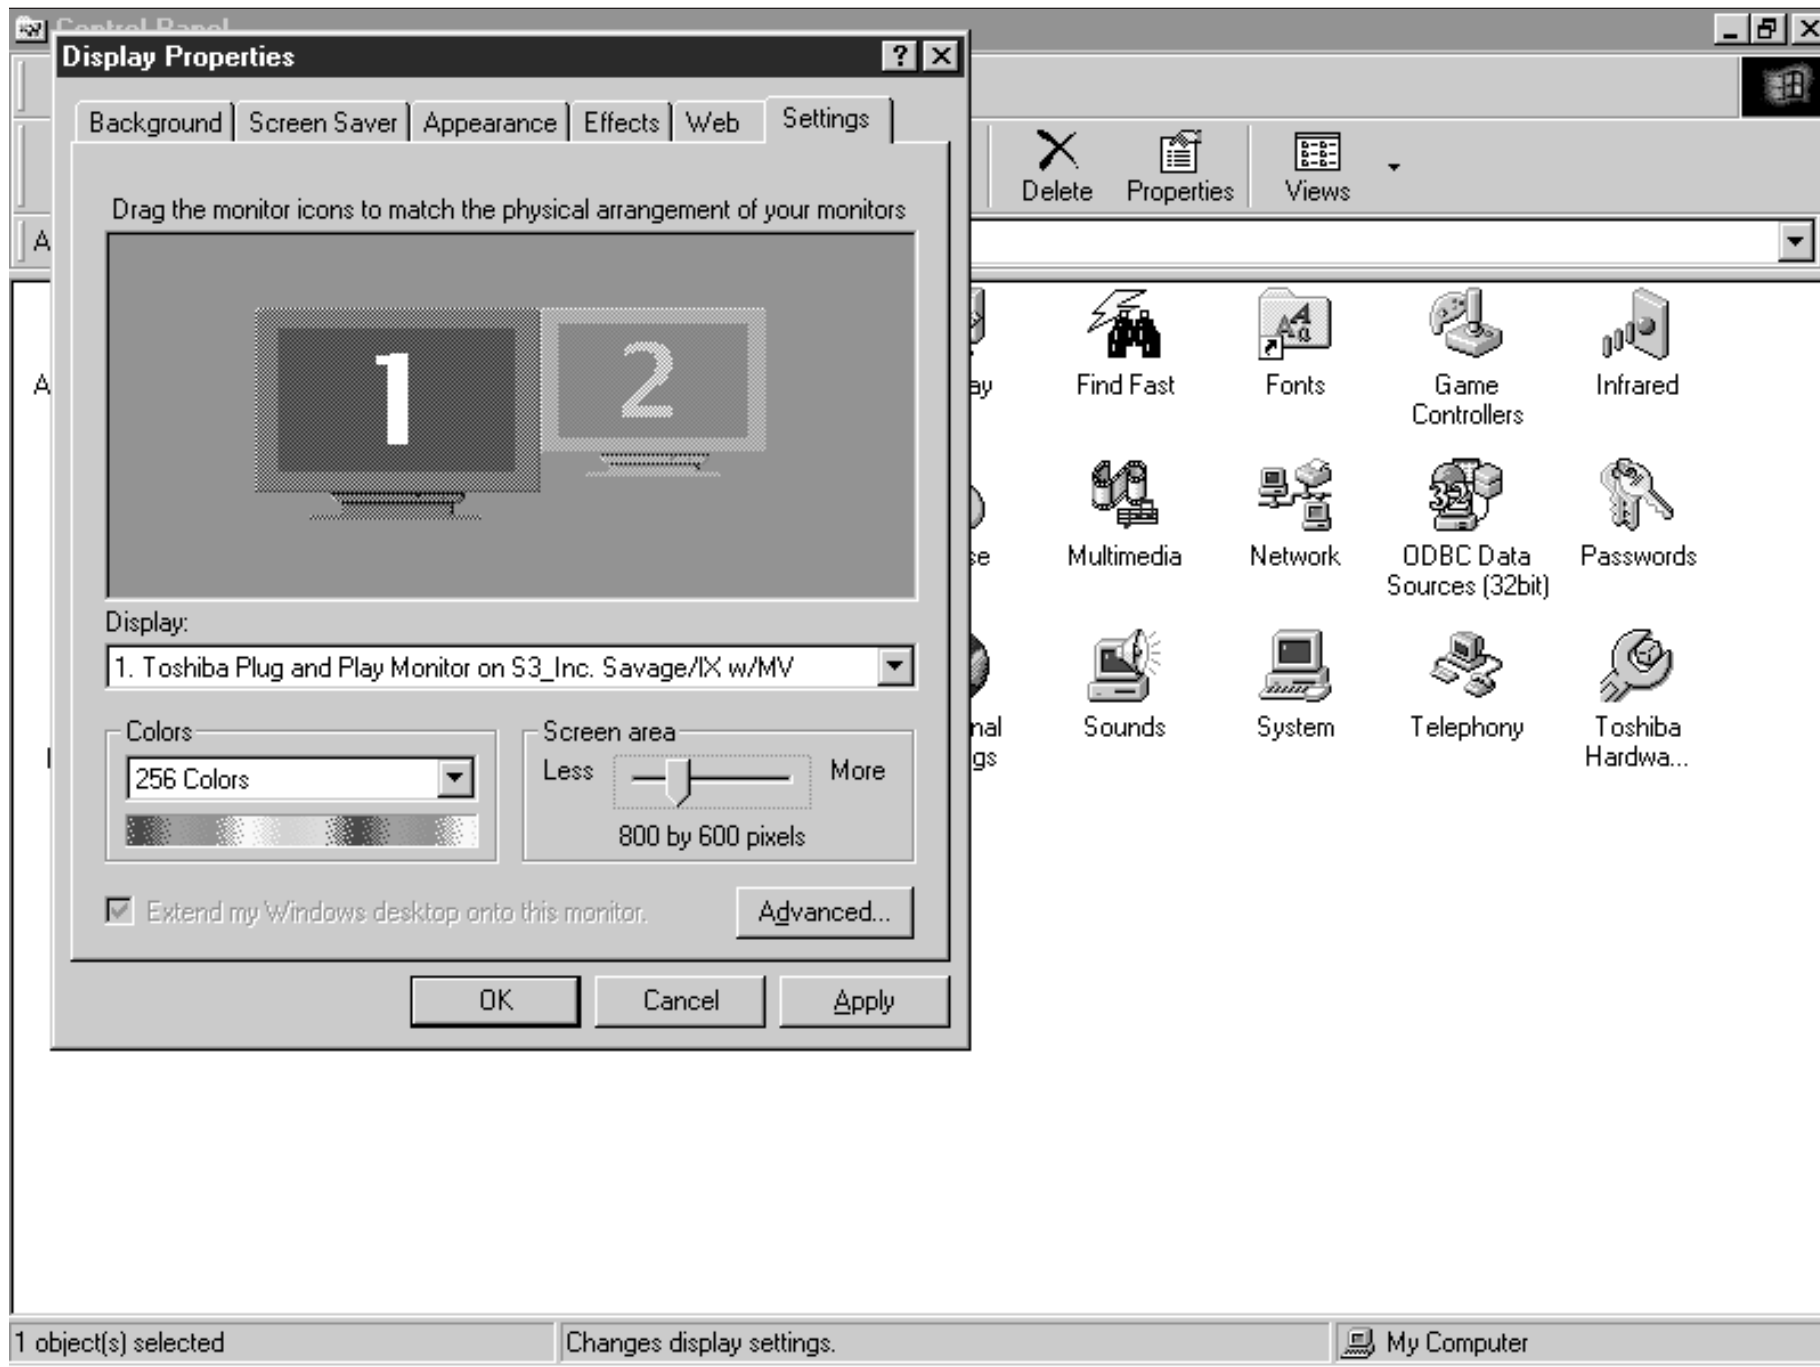 Control Panel
Display Properties
Background Screen Saver Appearance Effects Web Settings
Delete Properties Views
Drag the monitor icons to match the physical arrangement of your monitors
1 2
Display:
1. Toshiba Plug and Play Monitor on S3_Inc. Savage/IX w/MV
Colors
256 Colors
Screen area
Less More
800 by 600 pixels
Extend my Windows desktop onto this monitor.
Advanced...
OK Cancel Apply
Find Fast
Fonts
Game
Controllers
Infrared
Multimedia
Network
ODBC Data
Sources (32bit)
Passwords
Sounds
System
Telephony
Toshiba
Hardwa...
1 object(s) selected
Changes display settings.
My Computer